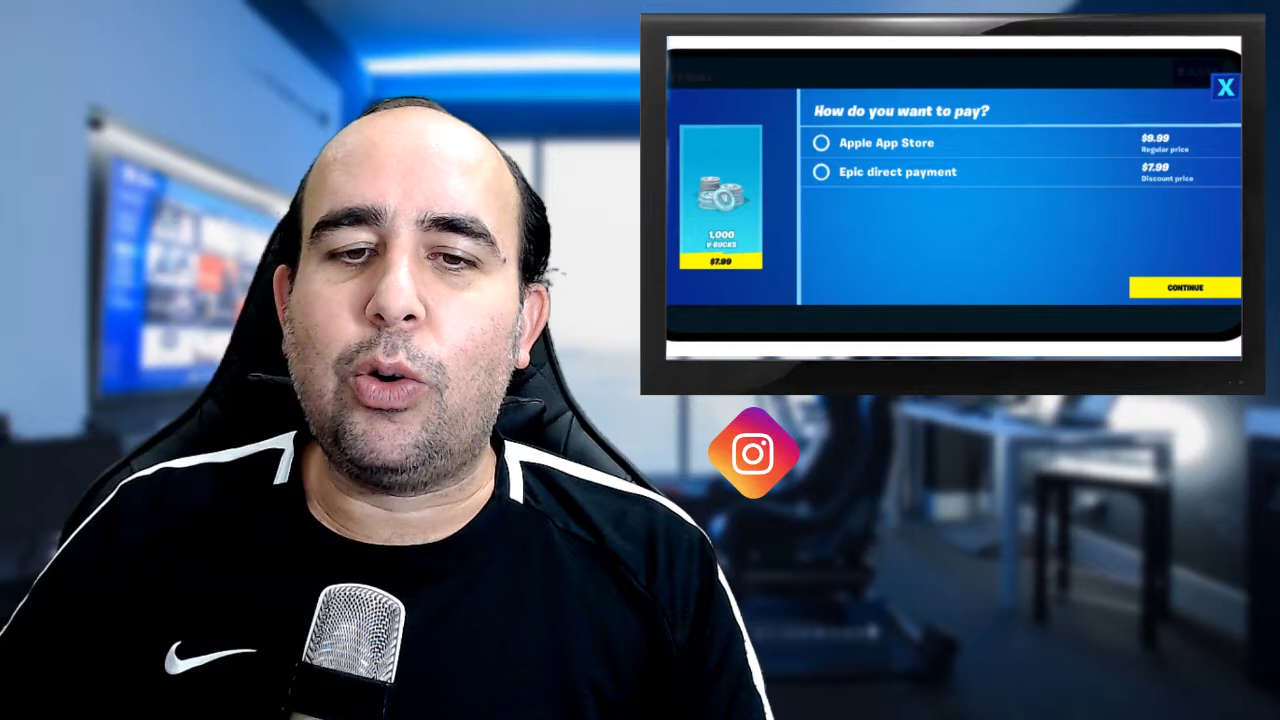 How do you want to pay?
Apple App Store
$9.99
Regular price
Epic direct payment
$7.99
Discount price
1,000
V-BUCKS
$7.99
CONTINUE
X